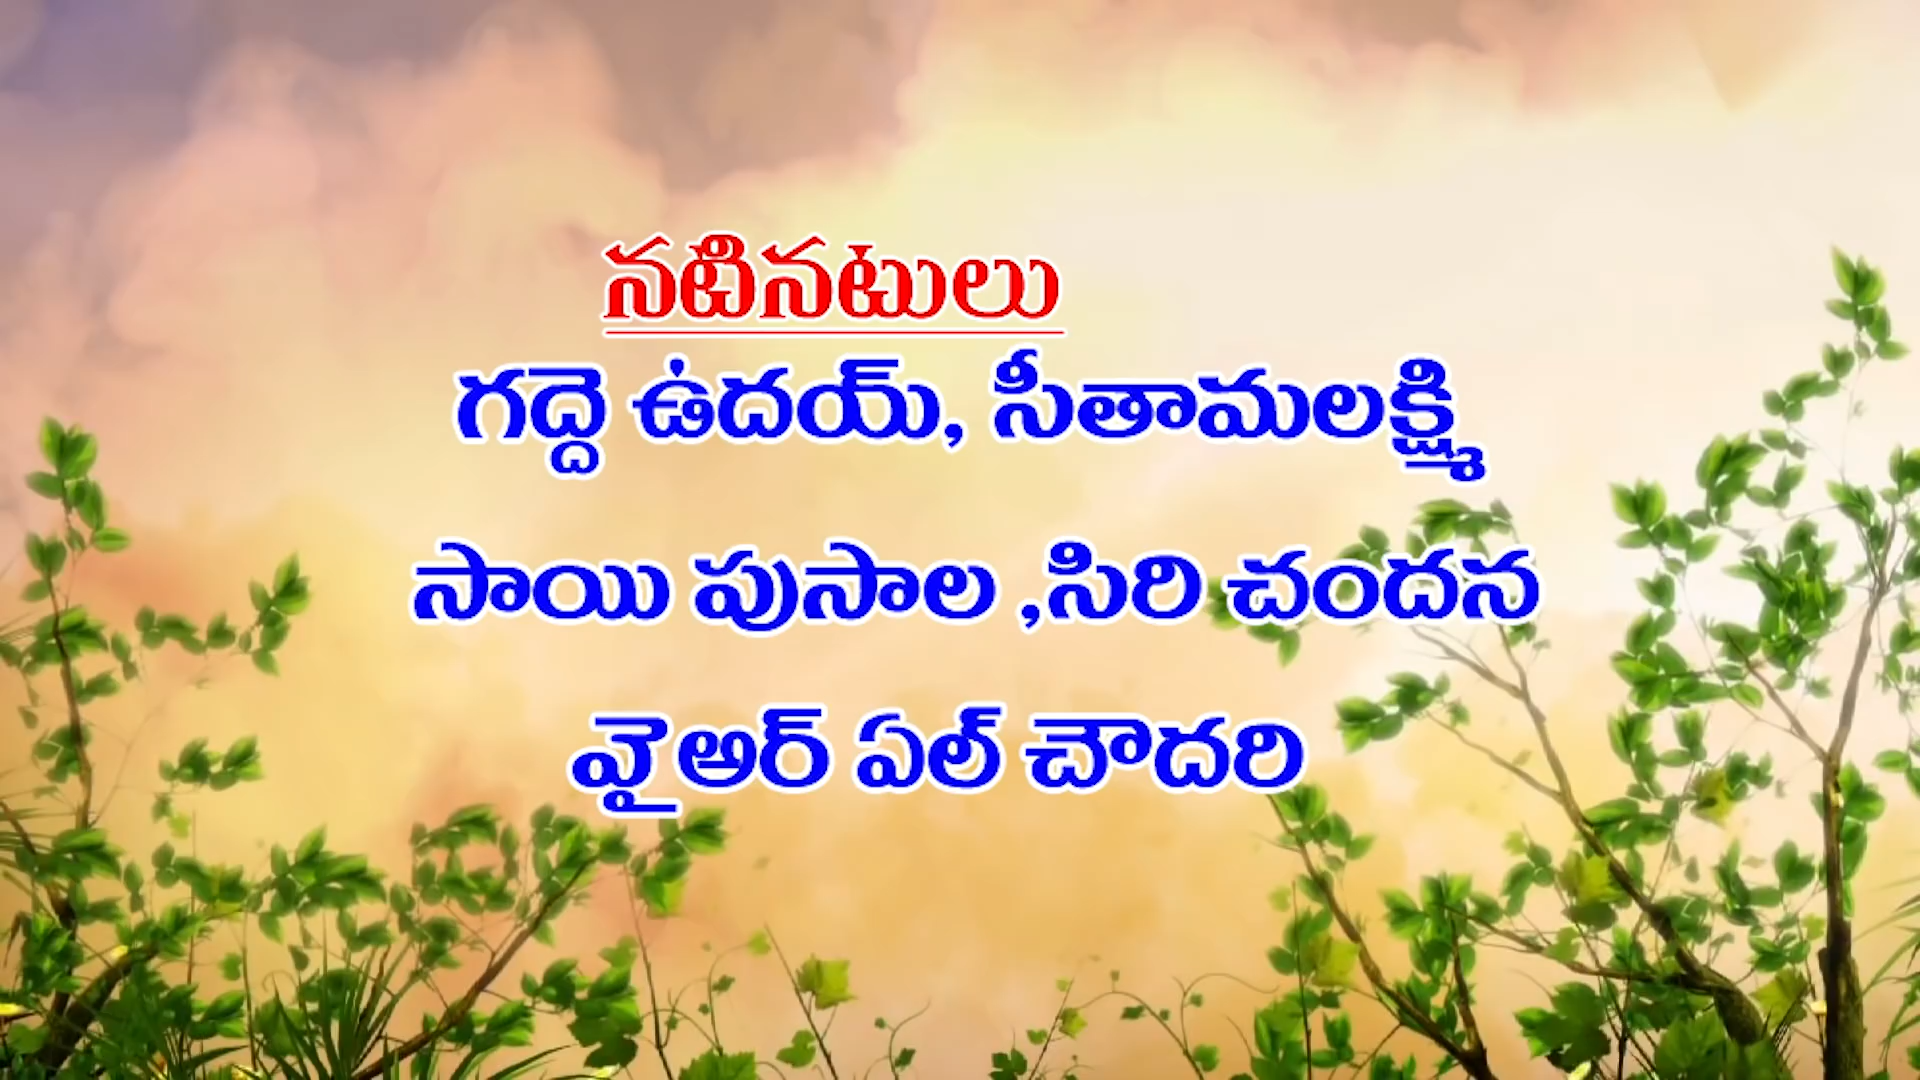 నటినటులు
గద్దె ఉదయ్, సీతామలక్ష్మి
సాయి పుసాల ,సిరి చందన
వైఅర్ ఏల్ చౌదరి